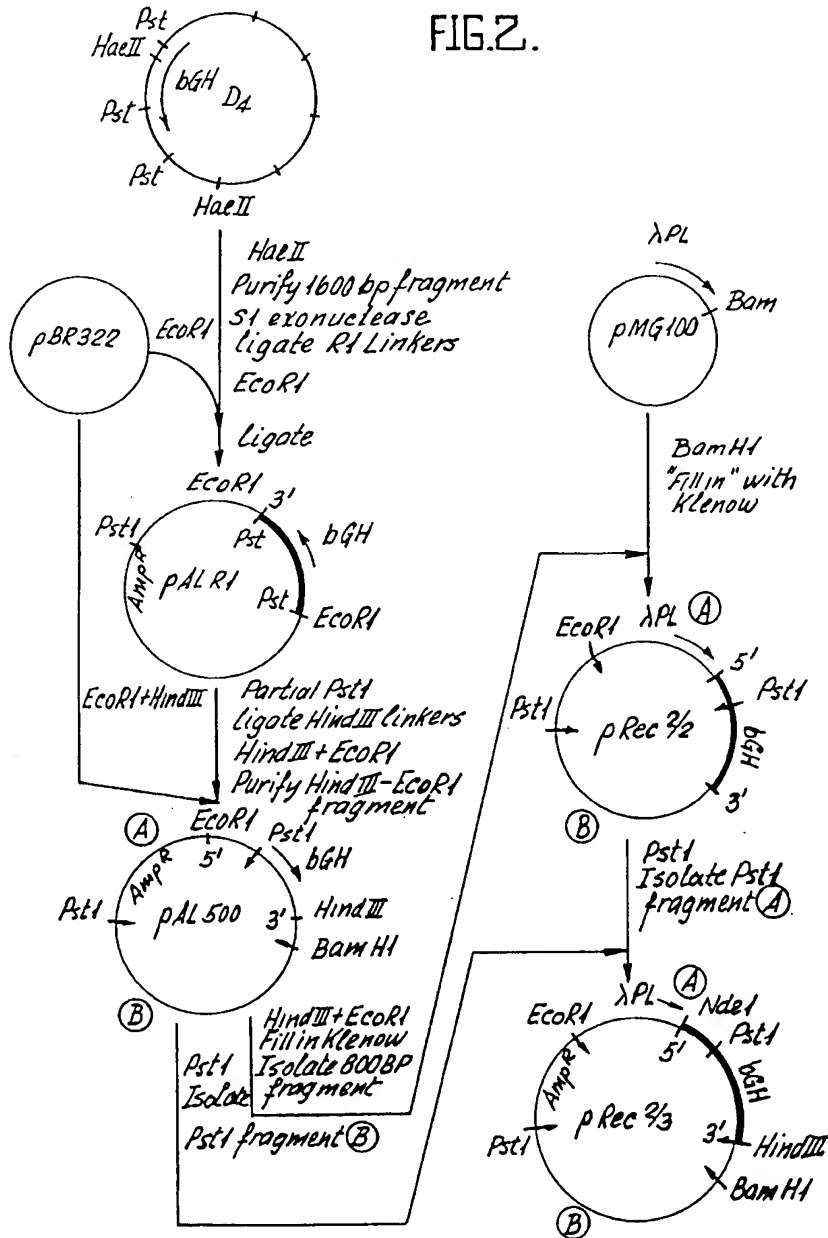 FIG.2.
Pst
HaeII
bGH
D4
Pst
Pst
HaeII
HaeII
Purify 1600 bp fragment
S1 exonuclease
ligate R1 Linkers
EcoR1
ligate
pBR322
EcoR1
EcoR1
3'
Pst1
Pst
bGH
AmpR
pALR1
Pst
EcoR1
EcoR1+HindIII
Partial Pst1
ligate HindIII linkers
HindIII+EcoR1
Purify HindIII-EcoR1
fragment
A
EcoR1
5'
Pst1
bGH
AmpR
Pst1
pAL500
3'
HindIII
BamH1
B
HindIII+EcoR1
Fill in Klenow
Isolate 800BP
fragment
Pst1
Isolate
Pst1 fragment B
λPL
Bam
pMG100
BamH1
"Fill in" with
Klenow
λPL
A
EcoR1
5'
Pst1
Pst1
pRec 2/2
bGH
3'
B
Pst1
Isolate Pst1
fragment A
λPL
A
Nde1
EcoR1
5'
Pst1
AmpR
bGH
Pst1
pRec 2/3
3'
HindIII
BamH1
B